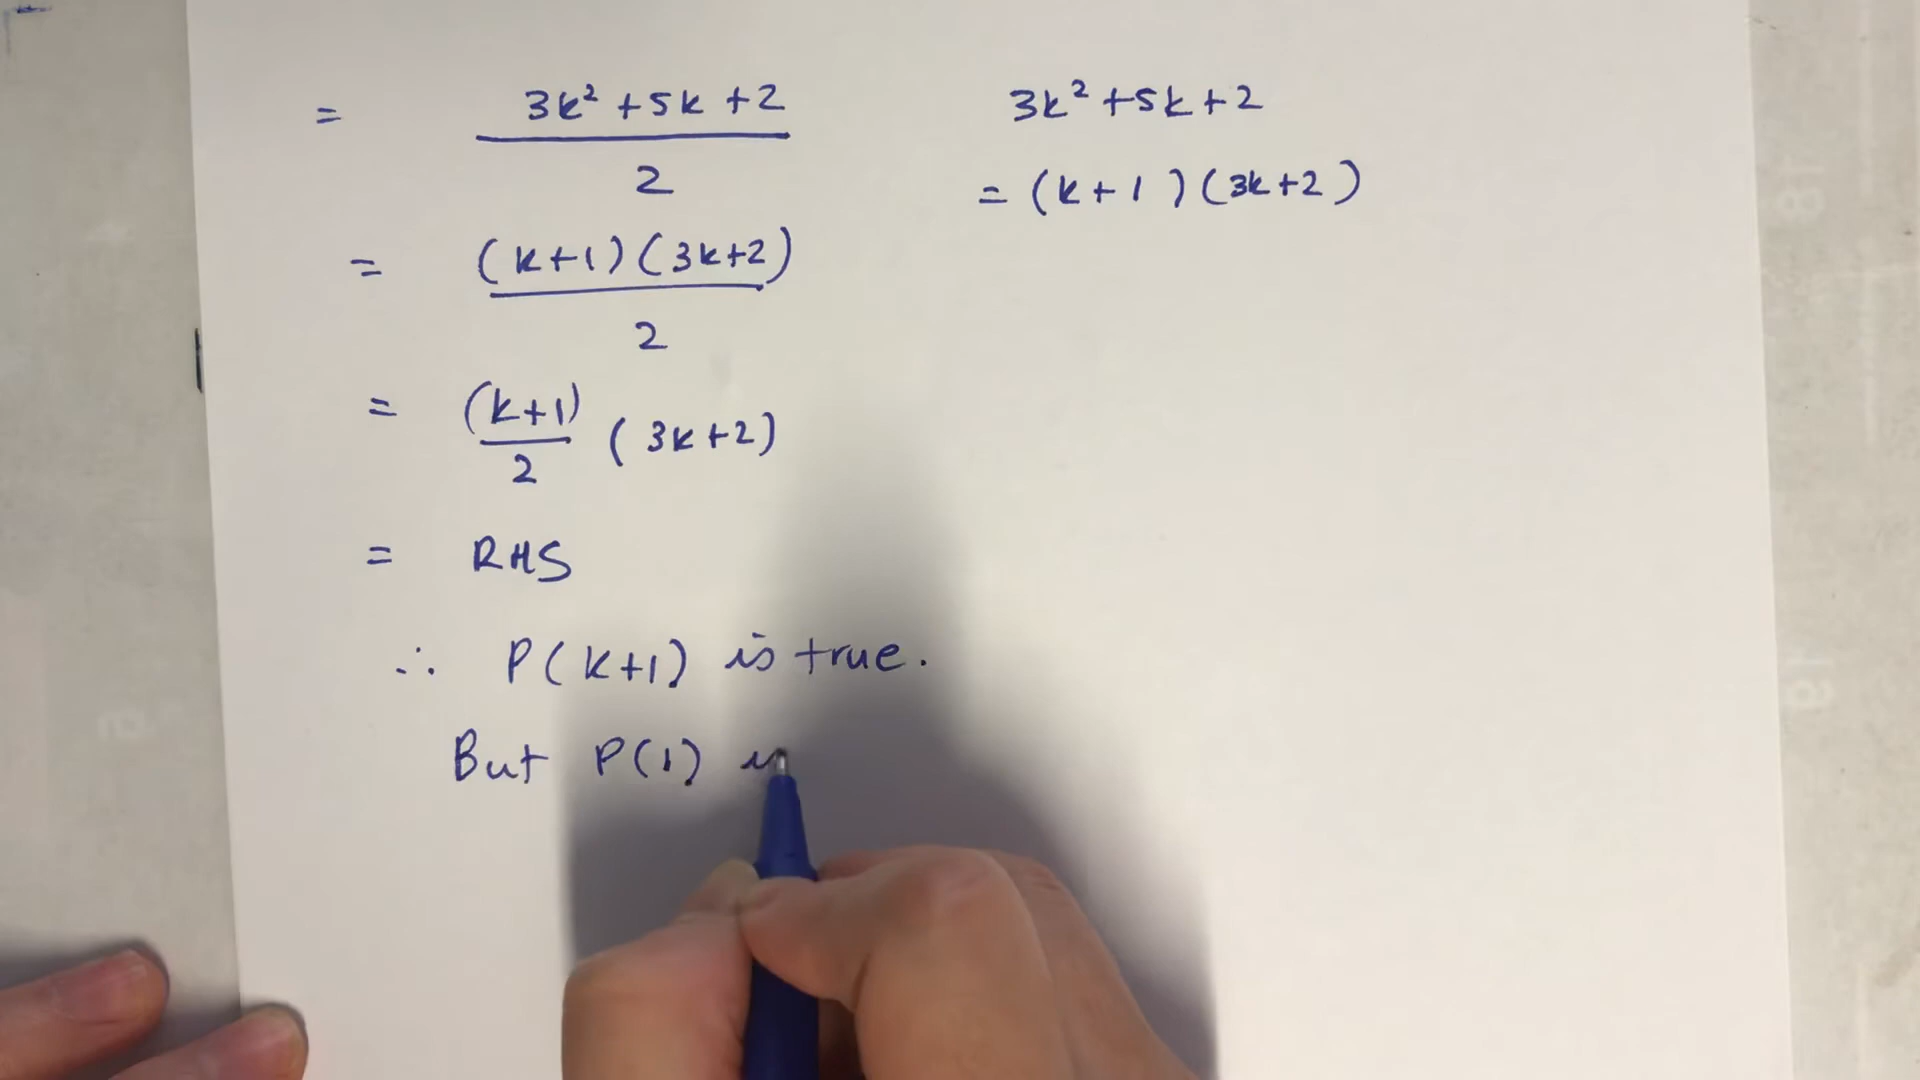 = 3k² + 5k + 2
2
= (k+1)(3k+2)
2
= (k+1)
2 (3k+2)
= RHS
∴ P(k+1) is true.
But P(1)
3k² + 5k + 2
= (k+1)(3k+2)